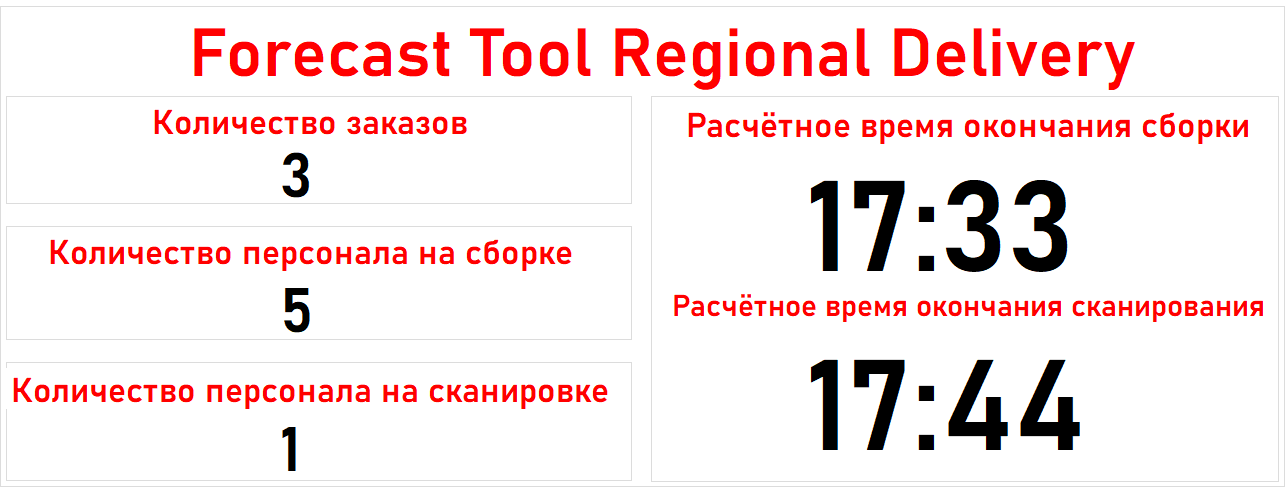 Forecast Tool Regional Delivery
Количество заказов
3
Количество персонала на сборке
5
Количество персонала на сканировке
1
Расчётное время окончания сборки
17:33
Расчётное время окончания сканирования
17:44